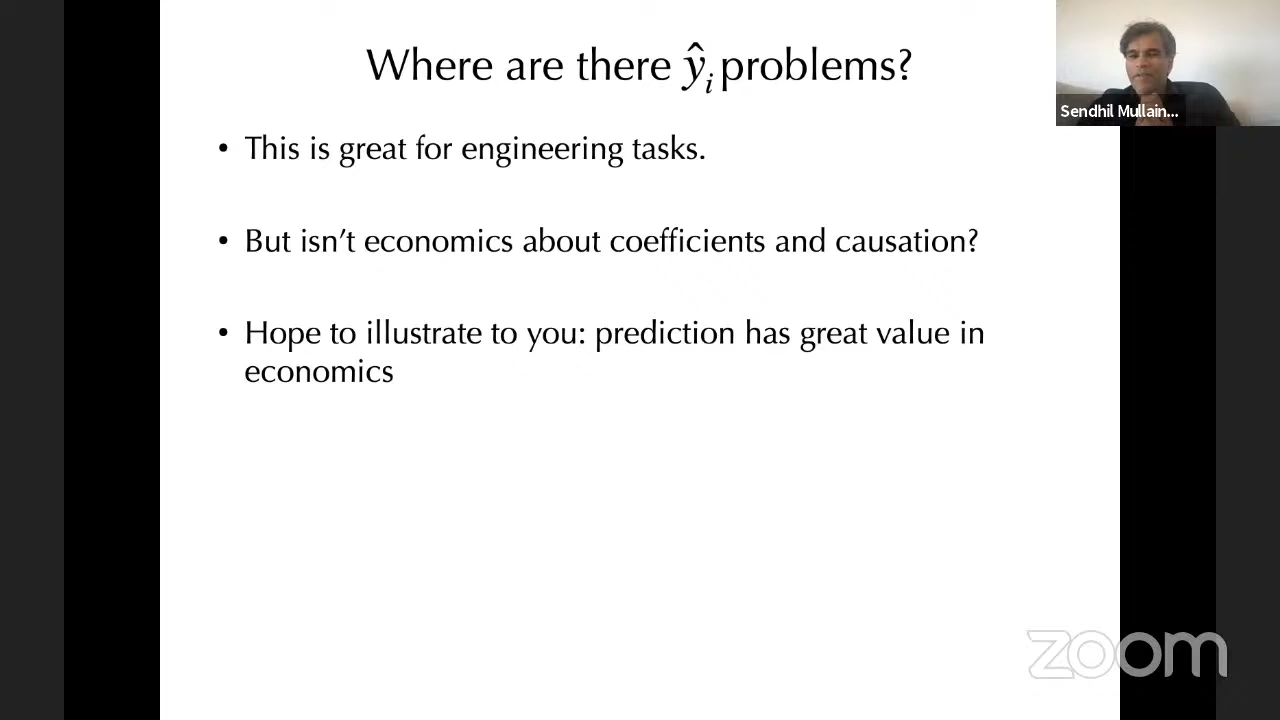 Where are there ŷᵢ problems?
Sendhil Mullain...
• This is great for engineering tasks.
• But isn’t economics about coefficients and causation?
• Hope to illustrate to you: prediction has great value in
economics
zoom